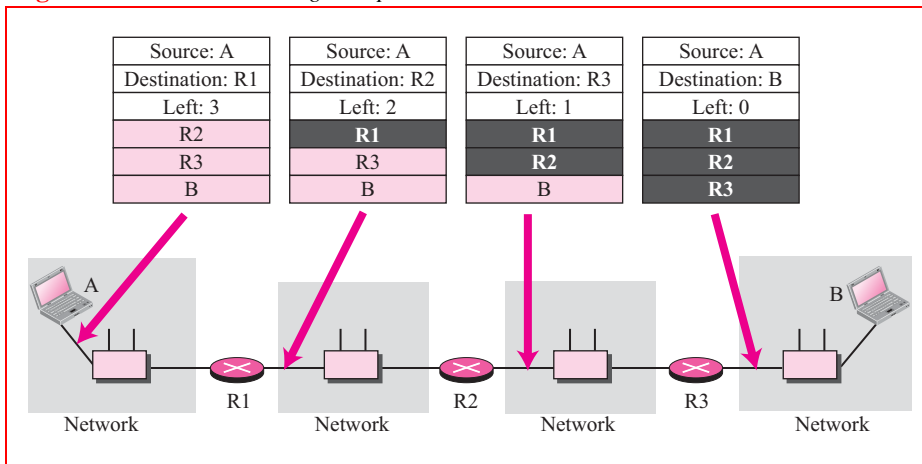 Source: A
Destination: R1
Left: 3
R2
R3
B
Source: A
Destination: R2
Left: 2
R1
R3
B
Source: A
Destination: R3
Left: 1
R1
R2
B
Source: A
Destination: B
Left: 0
R1
R2
R3
A
B
R1
R2
R3
Network
Network
Network
Network